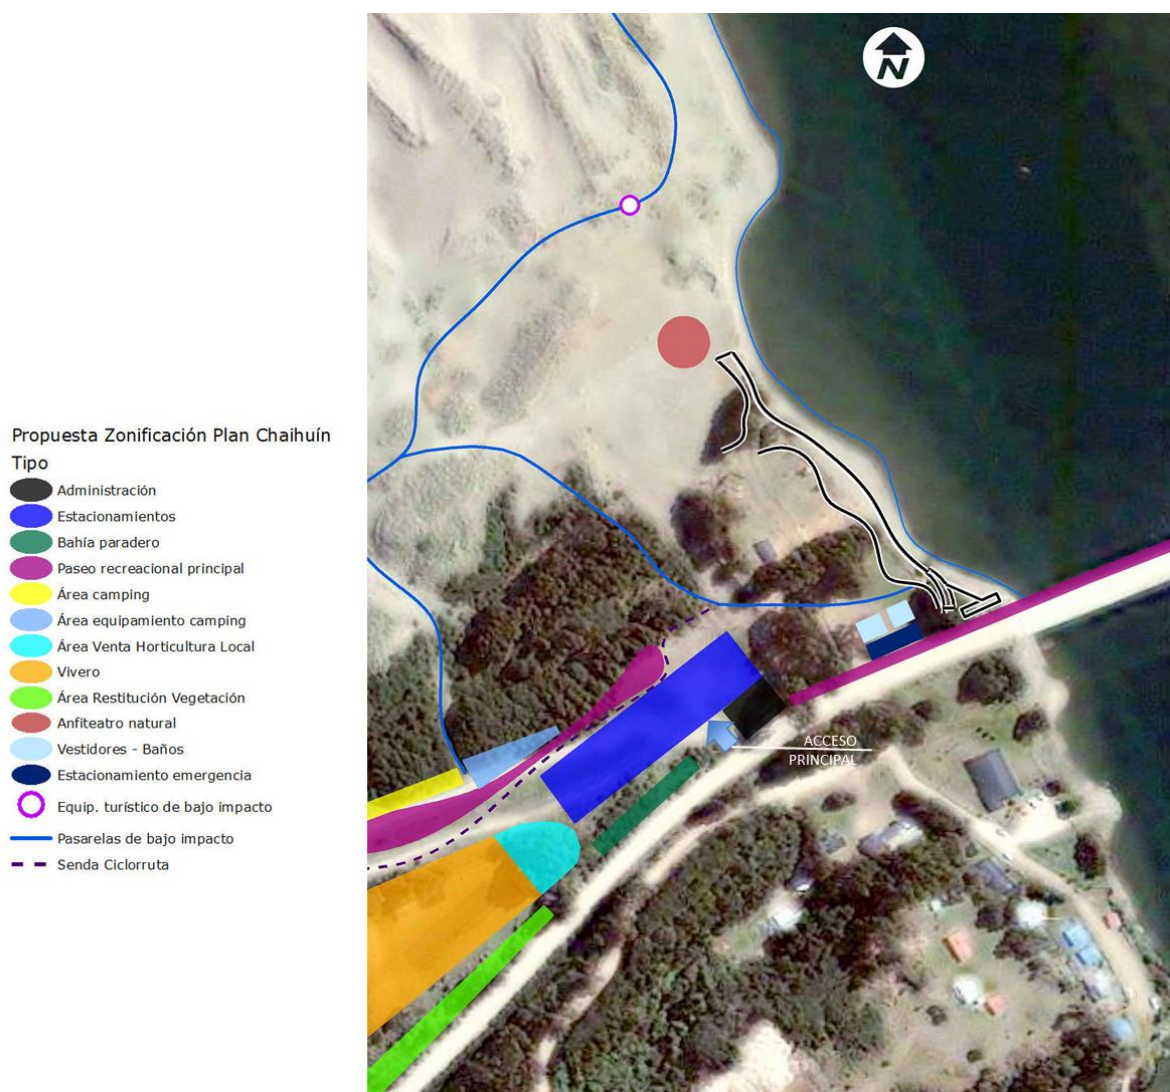 N
Propuesta Zonificación Plan Chaihuín
Tipo
Administración
Estacionamientos
Bahía paradero
Paseo recreacional principal
Área camping
Área equipamiento camping
Área Venta Horticultura Local
Vivero
Área Restitución Vegetación
Anfiteatro natural
Vestidores - Baños
Estacionamiento emergencia
Equip. turístico de bajo impacto
Pasarelas de bajo impacto
Senda Ciclorruta
ACCESO
PRINCIPAL